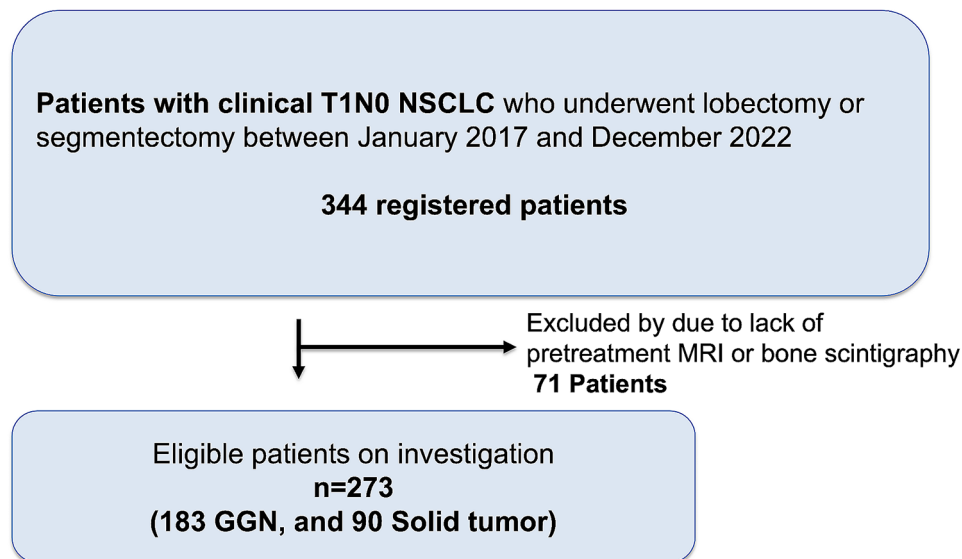 Patients with clinical T1N0 NSCLC who underwent lobectomy or
segmentectomy between January 2017 and December 2022
344 registered patients
Excluded by due to lack of
pretreatment MRI or bone scintigraphy
71 Patients
Eligible patients on investigation
n=273
(183 GGN, and 90 Solid tumor)